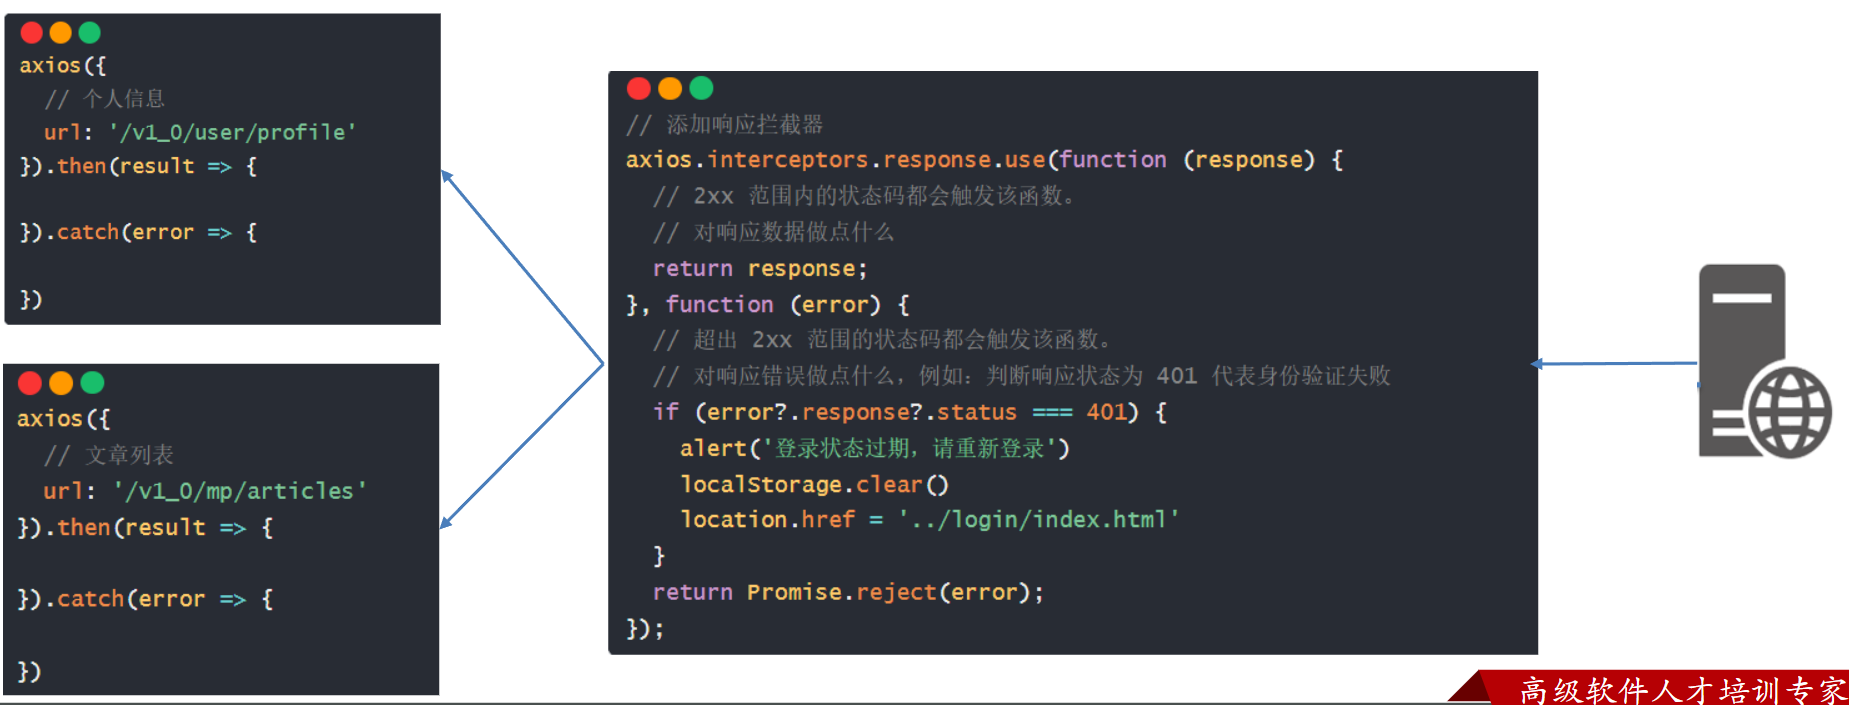 axios({
// 个人信息
url: '/v1_0/user/profile'
}).then(result => {
}).catch(error => {
})
axios({
// 文章列表
url: '/v1_0/mp/articles'
}).then(result => {
}).catch(error => {
})
// 添加响应拦截器
axios.interceptors.response.use(function (response) {
// 2xx 范围内的状态码都会触发该函数。
// 对响应数据做点什么
return response;
}, function (error) {
// 超出 2xx 范围的状态码都会触发该函数。
// 对响应错误做点什么，例如：判断响应状态为 401 代表身份验证失败
if (error?.response?.status === 401) {
alert('登录状态过期，请重新登录')
localStorage.clear()
location.href = '../login/index.html'
}
return Promise.reject(error);
});
高级软件人才培训专家